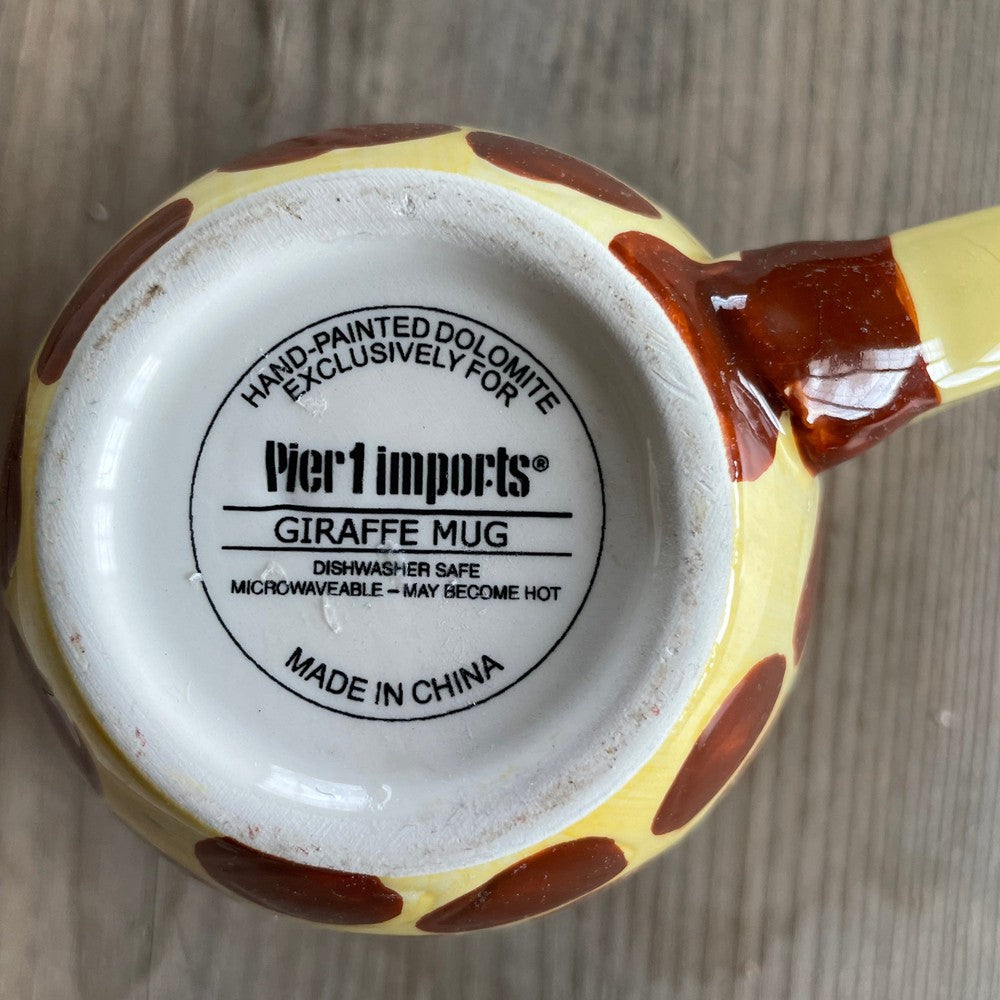 HAND-PAINTED DOLOMITE
EXCLUSIVELY FOR
Pier 1 imports®
GIRAFFE MUG
DISHWASHER SAFE
MICROWAVEABLE – MAY BECOME HOT
MADE IN CHINA